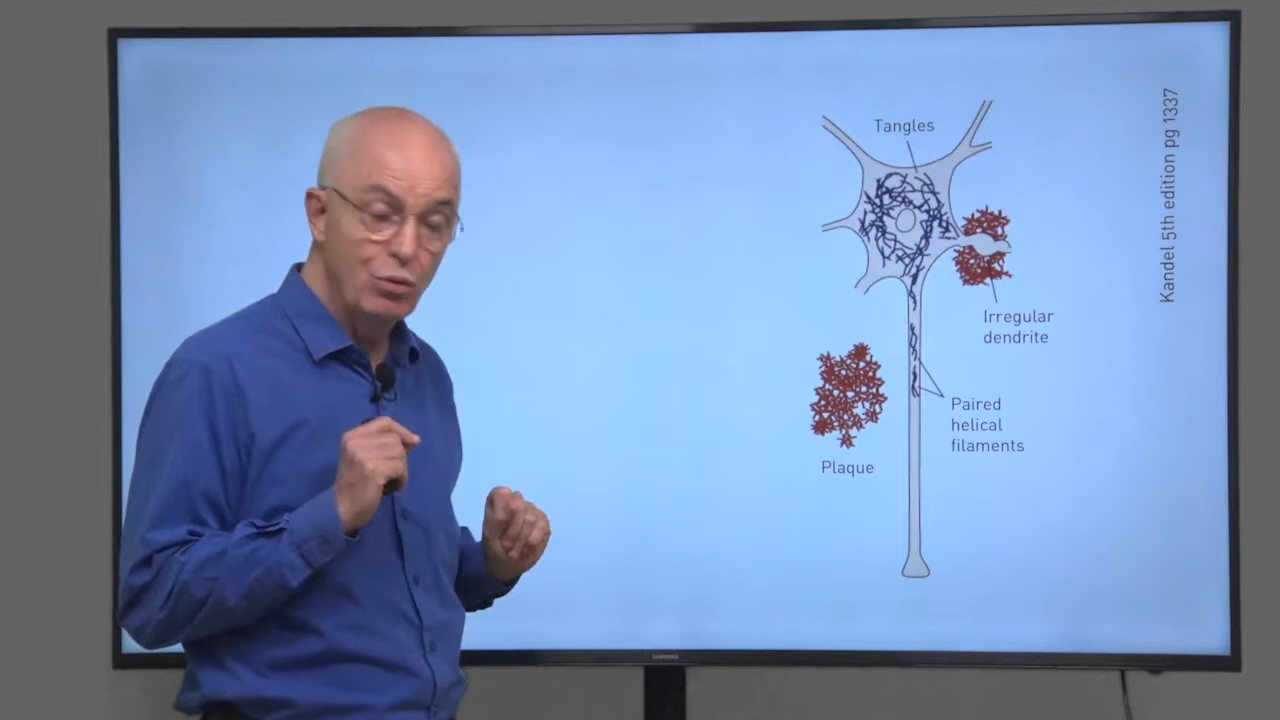 Tangles
Kandel 5th edition pg 1337
Irregular
dendrite
Paired
helical
filaments
Plaque
SAMSUNG